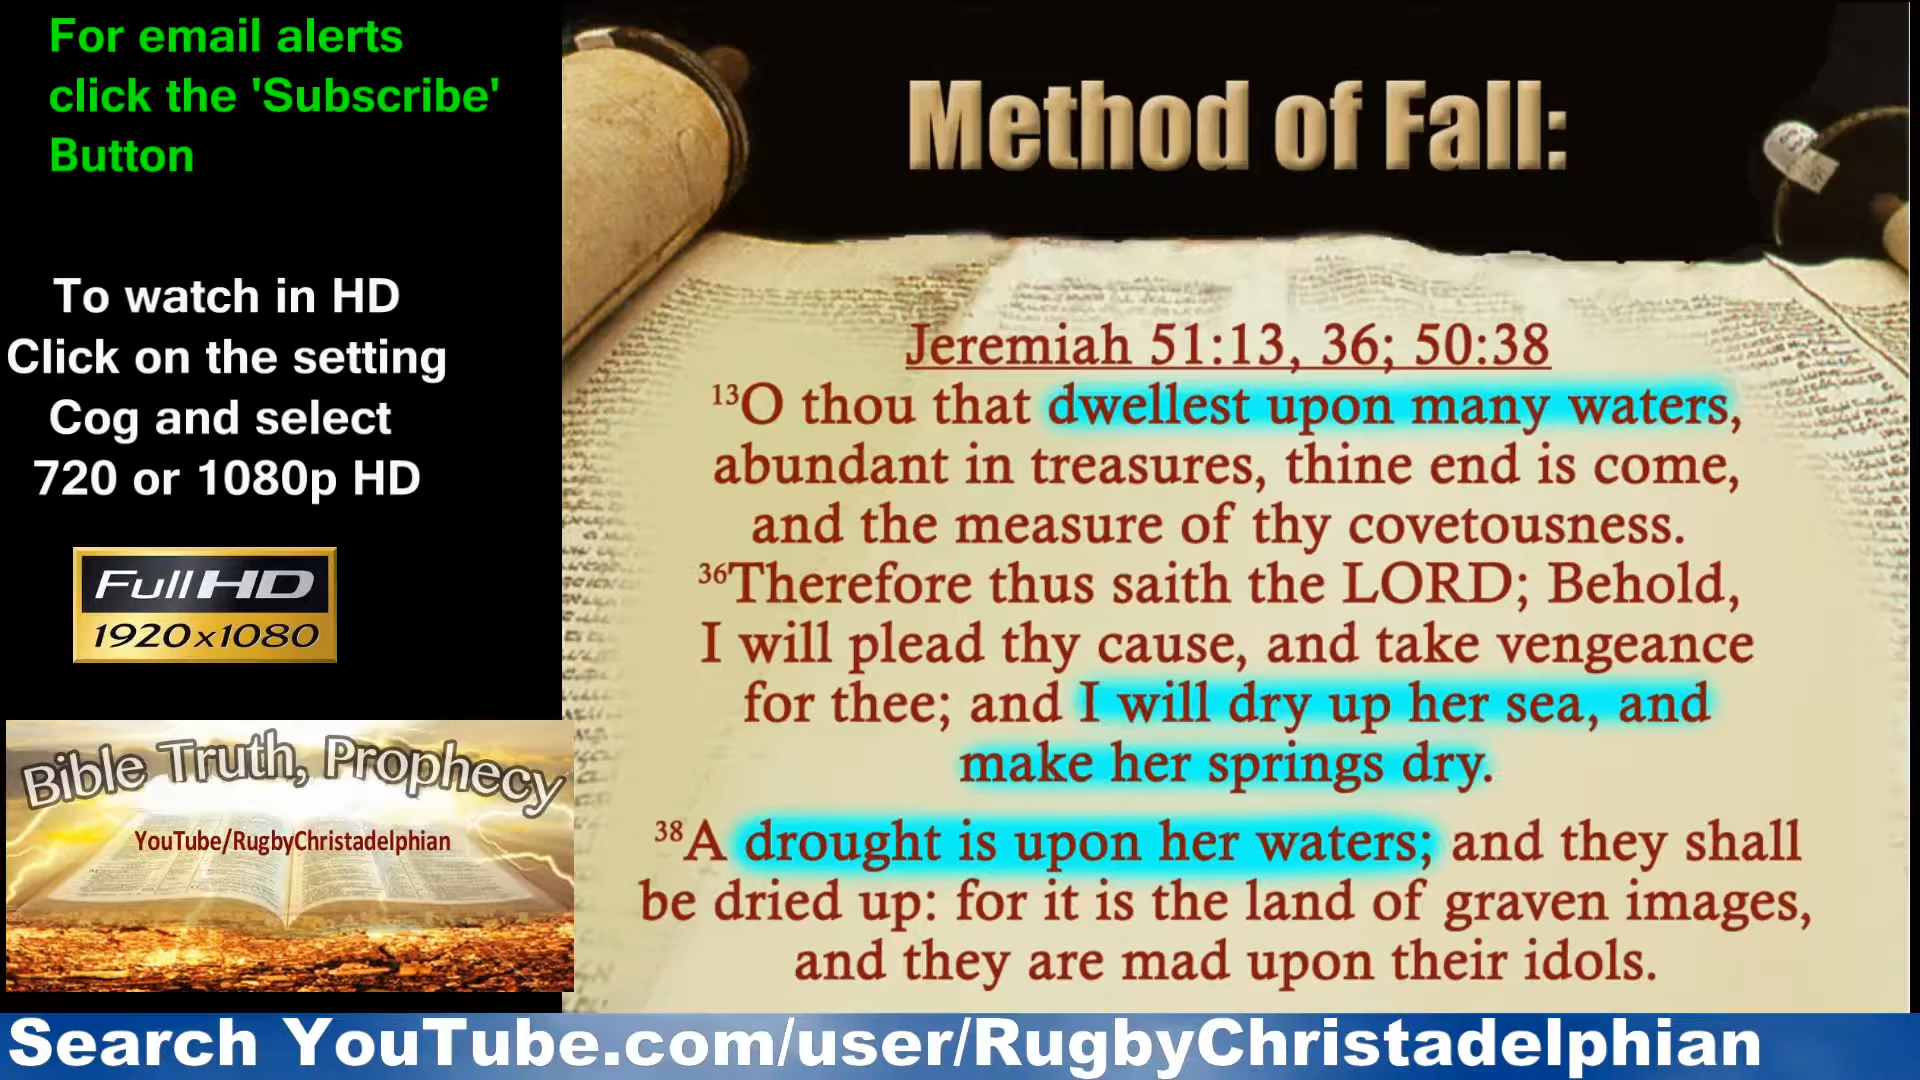 For email alerts
click the 'Subscribe'
Button
To watch in HD
Click on the setting
Cog and select
720 or 1080p HD
Full HD
1920x1080
Bible Truth, Prophecy
YouTube/RugbyChristadelphian
Method of Fall:
Jeremiah 51:13, 36; 50:38
13O thou that dwellest upon many waters,
abundant in treasures, thine end is come,
and the measure of thy covetousness.
36Therefore thus saith the LORD; Behold,
I will plead thy cause, and take vengeance
for thee; and I will dry up her sea, and
make her springs dry.
38A drought is upon her waters; and they shall
be dried up: for it is the land of graven images,
and they are mad upon their idols.
Search YouTube.com/user/RugbyChristadelphian